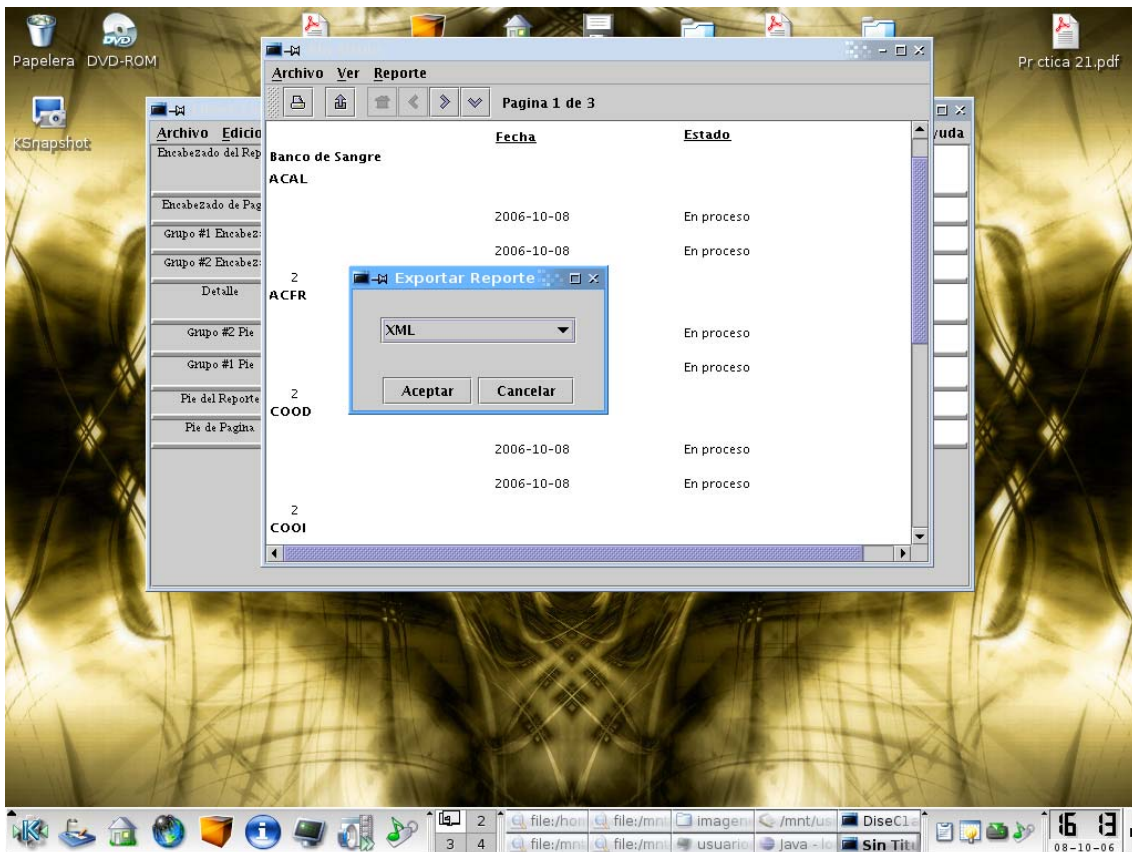 Papelera DVD-ROM
Pr ctica 21.pdf
KSnapshot
Archivo Ver Reporte
Pagina 1 de 3
Archivo Edicio
yuda
Encabezado del Rep
Encabezado de Pag
Grupo #1 Encabez
Grupo #2 Encabez
Detalle
Grupo #2 Pie
Grupo #1 Pie
Pie del Reporte
Pie de Pagina
Fecha Estado
Banco de Sangre
ACAL
2006-10-08 En proceso
2006-10-08 En proceso
2
ACFR
En proceso
En proceso
2
COOD
2006-10-08 En proceso
2006-10-08 En proceso
2
COOI
Exportar Reporte
XML
Aceptar Cancelar
2
3 4
file:/hon file:/mnt imagen /mnt/us DiseCla
file:/mnt file:/mnt usuario Java - lo Sin Titu
16 13
08-10-06